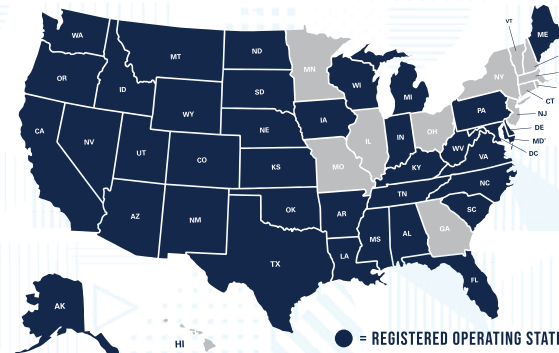 VT
ME
WA
MT
ND
MN
OR
ID
SD
WI
MI
NY
WY
IA
PA
CT
NJ
NE
IL
IN
OH
DE
MD
DC
CA
NV
UT
CO
KS
MO
KY
WV
VA
NC
TN
AZ
NM
OK
AR
SC
MS
AL
GA
TX
LA
FL
AK
HI
= REGISTERED OPERATING STAT